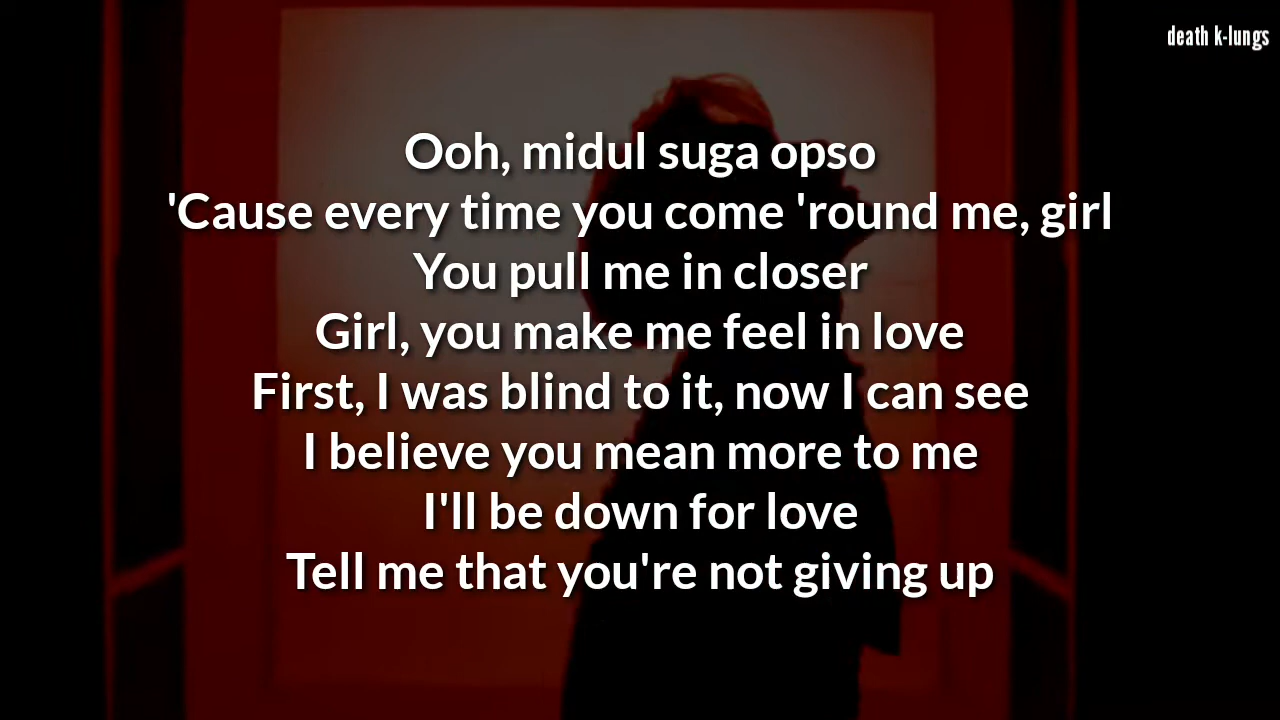 death k-lungs
Ooh, midul suga opso
'Cause every time you come 'round me, girl
You pull me in closer
Girl, you make me feel in love
First, I was blind to it, now I can see
I believe you mean more to me
I'll be down for love
Tell me that you're not giving up